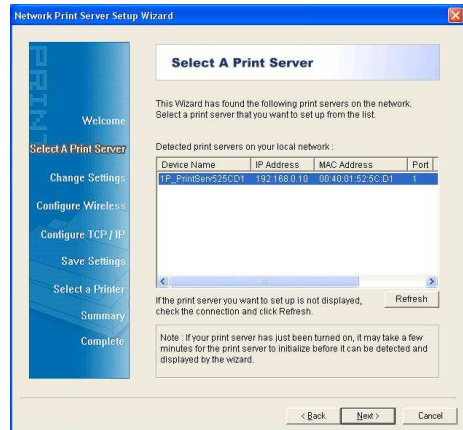 Network Print Server Setup Wizard
PRINT
Welcome
Select A Print Server
Change Settings
Configure Wireless
Configure TCP / IP
Save Settings
Select a Printer
Summary
Complete
Select A Print Server
This Wizard has found the following print servers on the network.
Select a print server that you want to set up from the list.
Detected print servers on your local network :
Device Name IP Address MAC Address Port
1P_PrintServ525CD1 192.168.0.10 00:40:01:52:5C:D1 1
If the print server you want to set up is not displayed,
check the connection and click Refresh.
Refresh
Note : If your print server has just been turned on, it may take a few
minutes for the print server to initialize before it can be detected and
displayed by the wizard.
< Back
Next >
Cancel